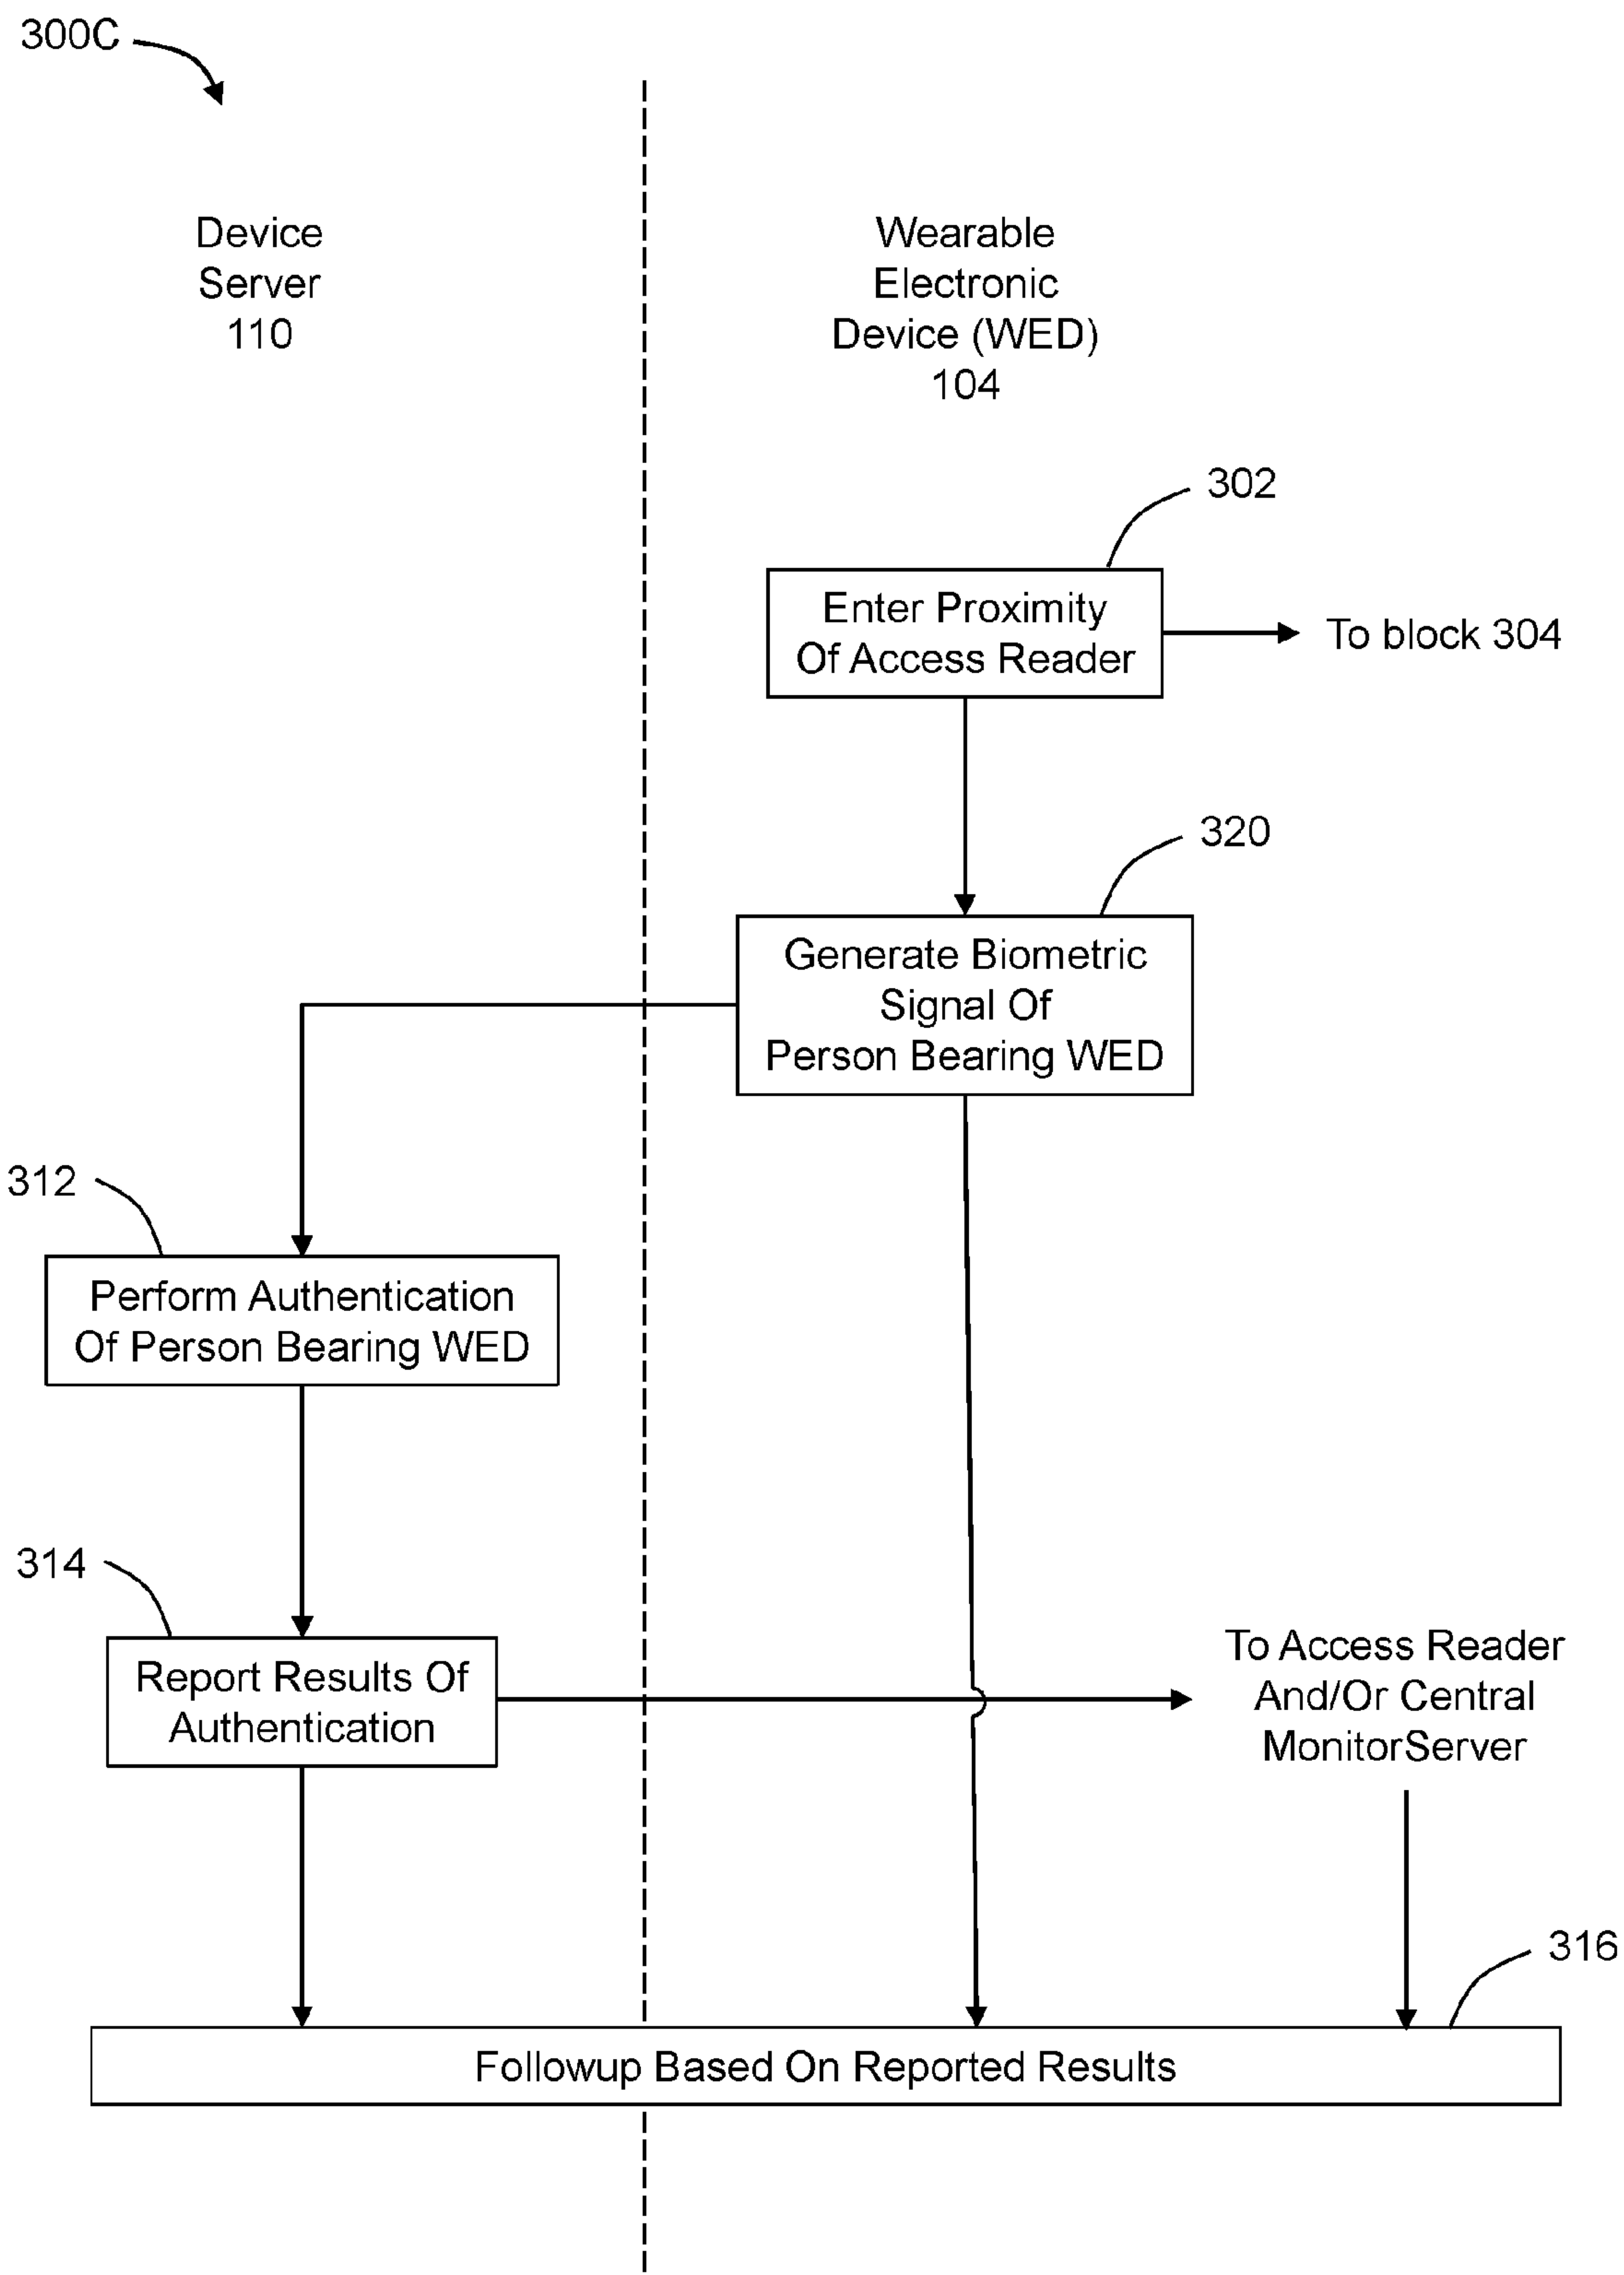 300C
Device
Server
110
Wearable
Electronic
Device (WED)
104
302
Enter Proximity
Of Access Reader
To block 304
320
Generate Biometric
Signal Of
Person Bearing WED
312
Perform Authentication
Of Person Bearing WED
314
Report Results Of
Authentication
To Access Reader
And/Or Central
MonitorServer
316
Followup Based On Reported Results